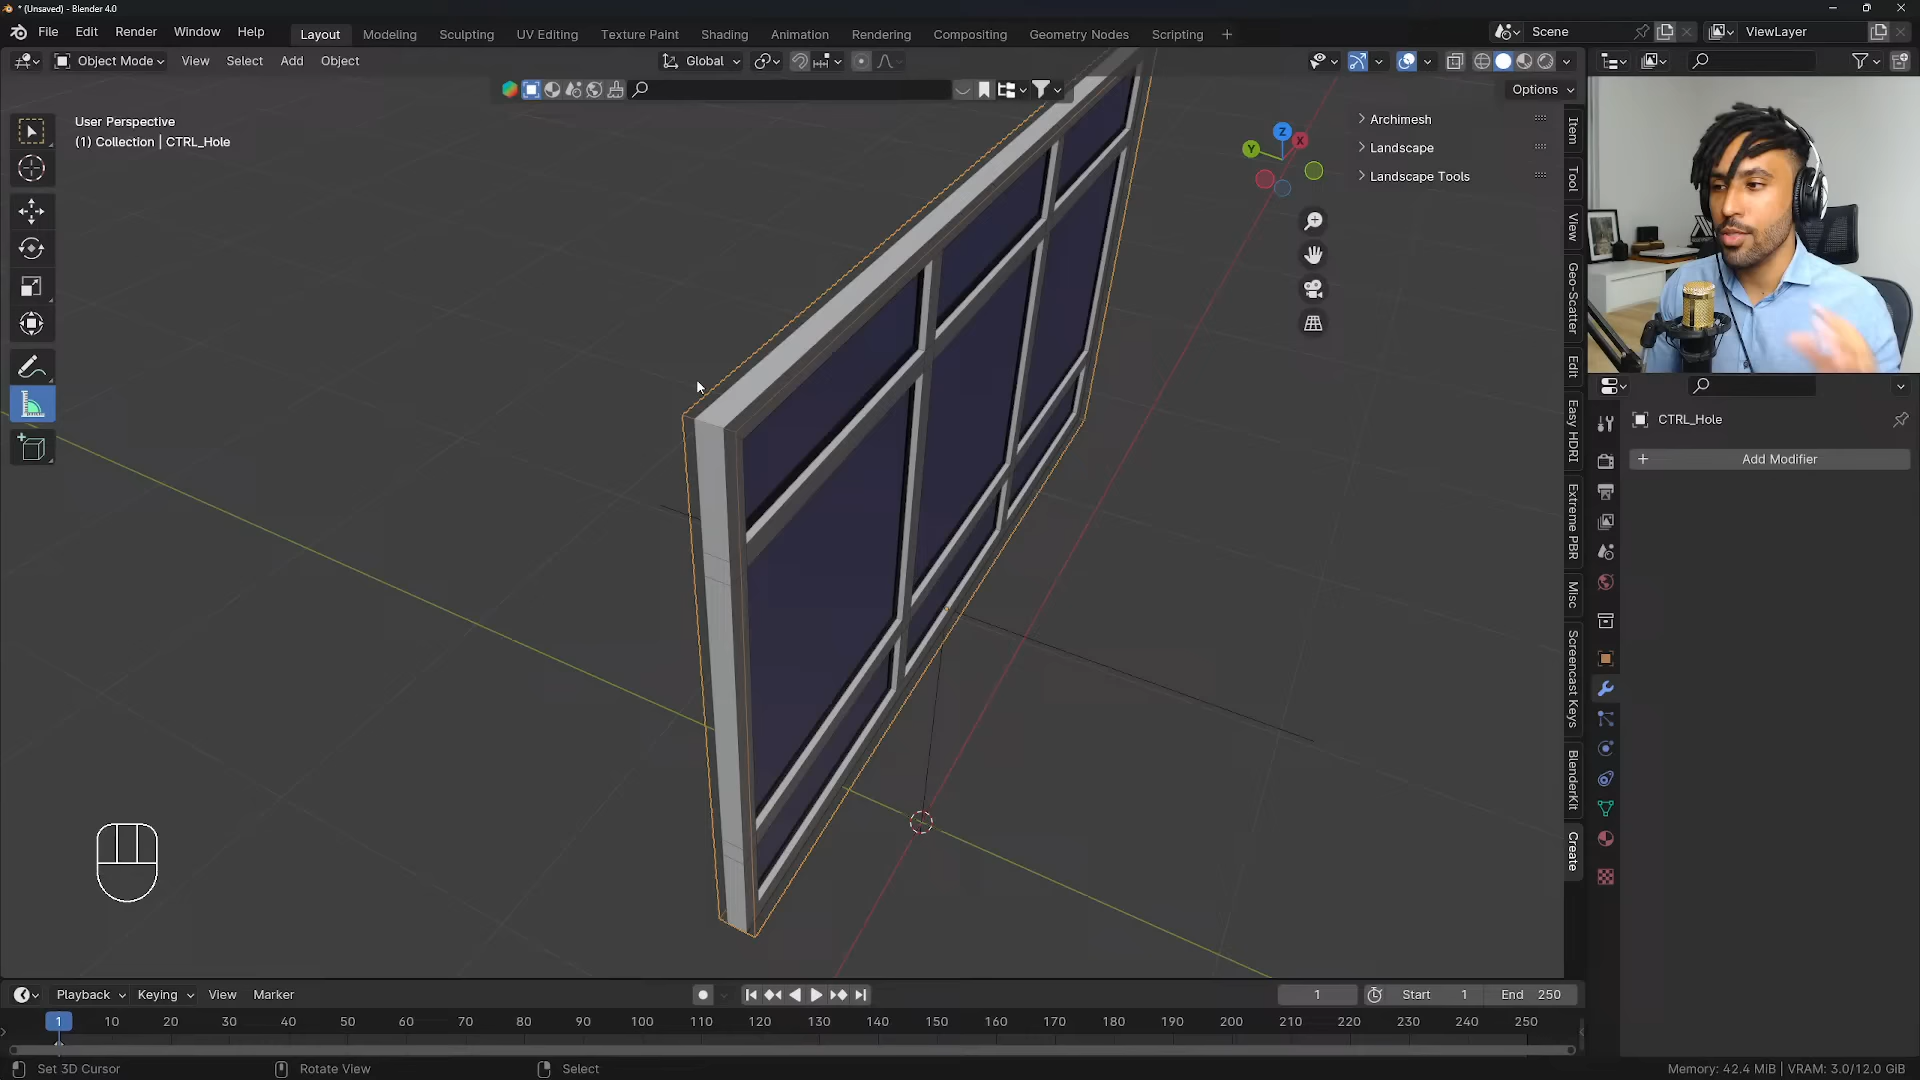 * (Unsaved) - Blender 4.0
File Edit Render Window Help
Layout Modeling Sculpting UV Editing Texture Paint Shading Animation Rendering Compositing Geometry Nodes Scripting +
Scene
ViewLayer
Object Mode View Select Add Object
Global
Options
User Perspective
(1) Collection | CTRL_Hole
Z
X
Y
Archimesh
Landscape
Landscape Tools
Item
Tool
View
Geo-Scatter
Edit
Easy HDRI
Extreme PBR
Misc
Screencast Keys
BlenderKit
Create
CTRL_Hole
+ Add Modifier
Playback Keying View Marker
1 Start 1 End 250
1 10 20 30 40 50 60 70 80 90 100 110 120 130 140 150 160 170 180 190 200 210 220 230 240 250
Set 3D Cursor Rotate View Select
Memory: 42.4 MiB | VRAM: 3.0/12.0 GiB